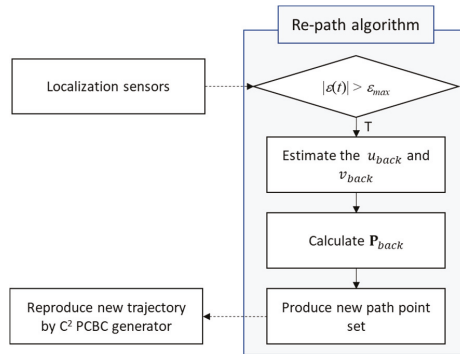 Re-path algorithm
Localization sensors
|ε(t)| > ε_max
T
Estimate the u_back and
v_back
Calculate P_back
Reproduce new trajectory
by C² PCBC generator
Produce new path point
set